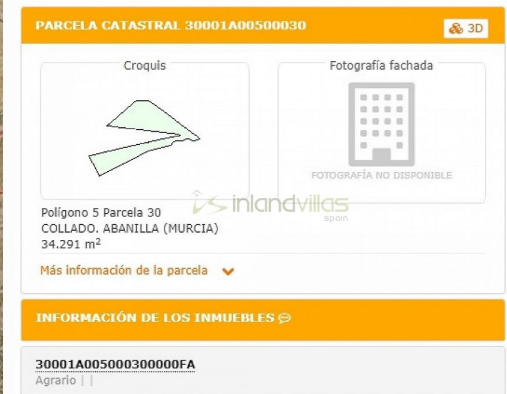 PARCELA CATASTRAL 30001A00500030
3D
Croquis
Fotografía fachada
FOTOGRAFÍA NO DISPONIBLE
inlandvillas
spain
Polígono 5 Parcela 30
COLLADO. ABANILLA (MURCIA)
34.291 m²
Más información de la parcela
INFORMACIÓN DE LOS INMUEBLES
30001A005000300000FA
Agrario | |